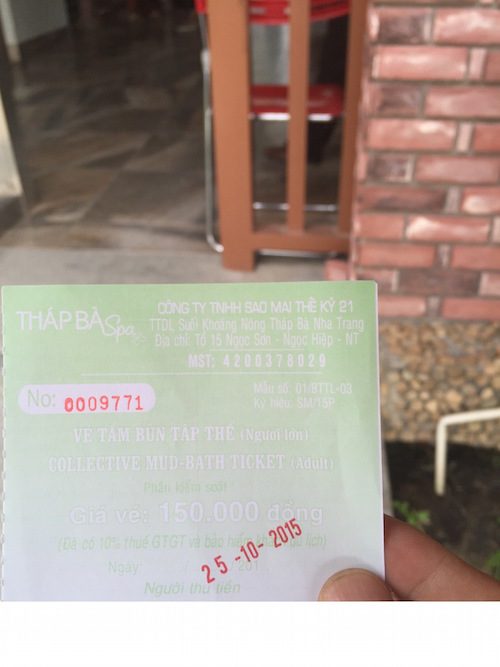 THÁP BÀ Spa
CÔNG TY TNHH SAO MAI THẾ KỶ 21
TTDL Suối Khoáng Nóng Tháp Bà Nha Trang
Địa chỉ: Tổ 15 Ngọc Sơn - Ngọc Hiệp - NT
MST: 4200378029
No: 0009771
Mẫu số: 01/BTTL-03
Ký hiệu: SM/15P
VÉ TẮM BÙN TẬP THỂ (Người lớn)
COLLECTIVE MUD-BATH TICKET (Adult)
Phần kiểm soát
Giá vé: 150.000 đồng
(Đã có 10% thuế GTGT và bảo hiểm khách du lịch)
Ngày: / / 201
25-10-2015
Người thu tiền